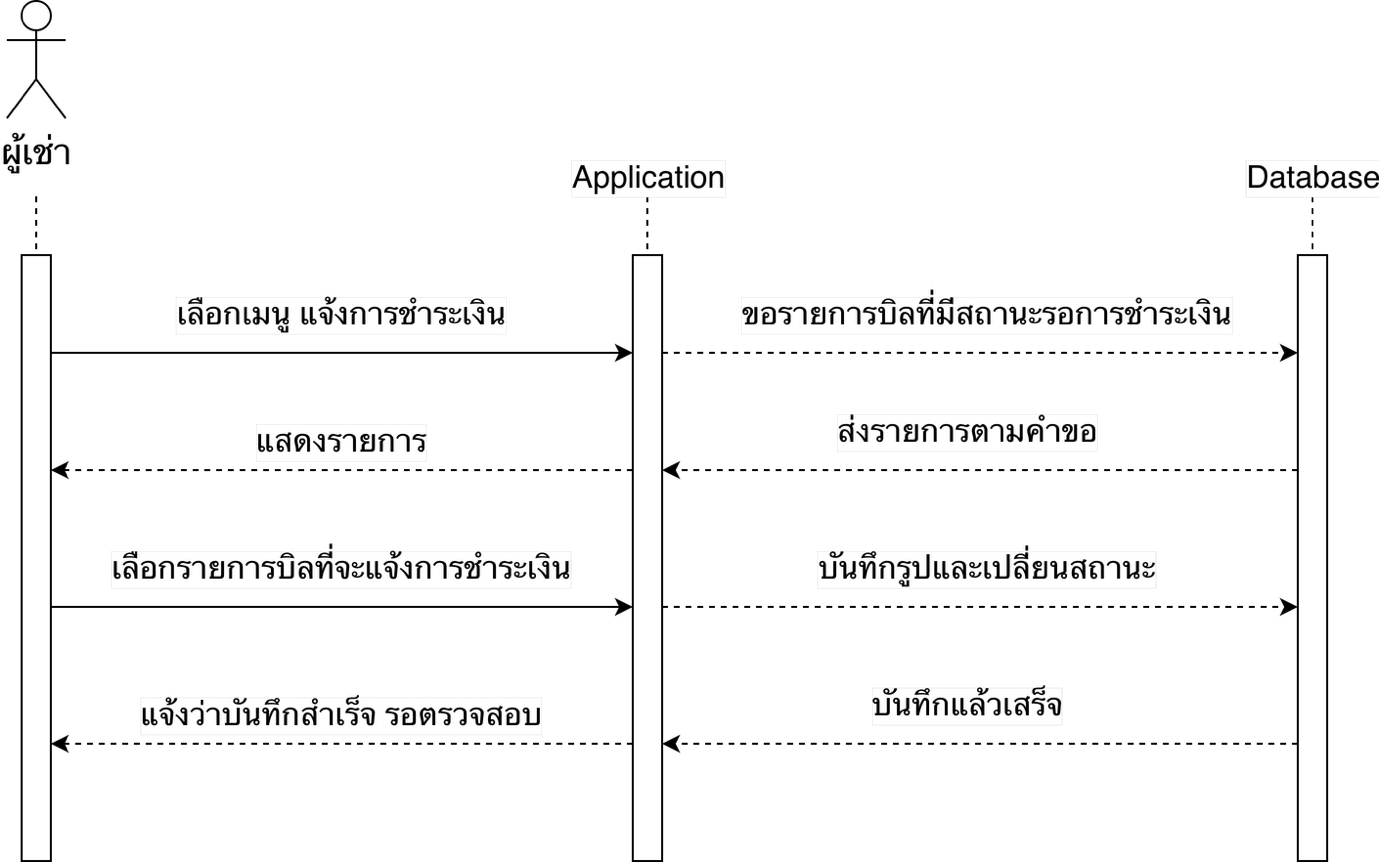 ผู้เช่า
Application
Database
เลือกเมนู แจ้งการชำระเงิน
ขอรายการบิลที่มีสถานะรอการชำระเงิน
แสดงรายการ
ส่งรายการตามคำขอ
เลือกรายการบิลที่จะแจ้งการชำระเงิน
บันทึกรูปและเปลี่ยนสถานะ
แจ้งว่าบันทึกสำเร็จ รอตรวจสอบ
บันทึกแล้วเสร็จ